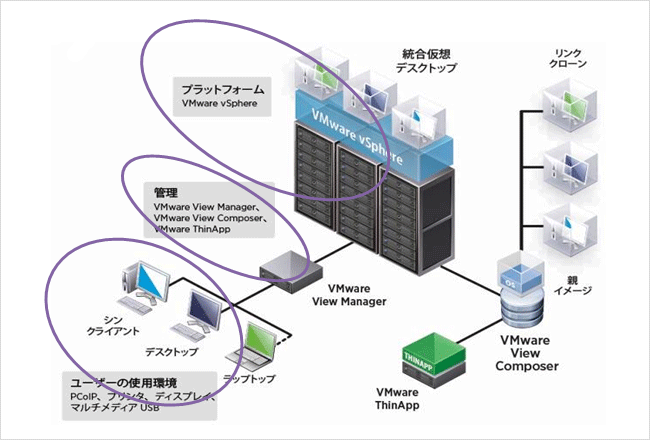 統合仮想
デスクトップ
リンク
クローン
プラットフォーム
VMware vSphere
VMware vSphere
管理
VMware View Manager、
VMware View Composer、
VMware ThinApp
VMware
View Manager
OS
親
イメージ
シン
クライアント
デスクトップ
ラップトップ
THINAPP
VMware
ThinApp
VMware
View
Composer
ユーザーの使用環境
PCoIP、プリンタ、ディスプレイ、
マルチメディア USB